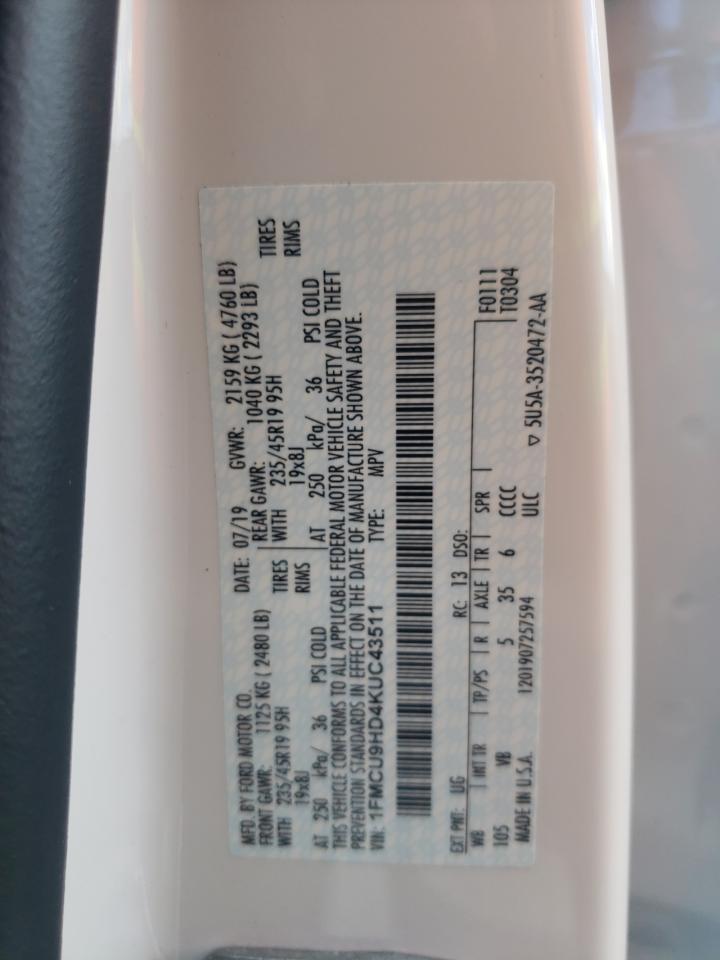 MFD. BY FORD MOTOR CO.
DATE: 07/19 GVWR: 2159 KG ( 4760 LB)
FRONT GAWR: 1125 KG ( 2480 LB) REAR GAWR: 1040 KG ( 2293 LB)
WITH 235/45R19 95H TIRES WITH 235/45R19 95H TIRES
19x8J RIMS 19x8J RIMS
AT 250 kPa/ 36 PSI COLD AT 250 kPa/ 36 PSI COLD
THIS VEHICLE CONFORMS TO ALL APPLICABLE FEDERAL MOTOR VEHICLE SAFETY AND THEFT
PREVENTION STANDARDS IN EFFECT ON THE DATE OF MANUFACTURE SHOWN ABOVE.
VIN: 1FMCU9HD4KUC43511 TYPE: MPV
EXT PNT: UG RC: 13 DSO: F0111
WB INT TR TP/PS R AXLE TR SPR T0304
105 VB 5 35 6 CCCC
MADE IN U.S.A. 1201907257594 ULC
▽ 5U5A-3520472-AA